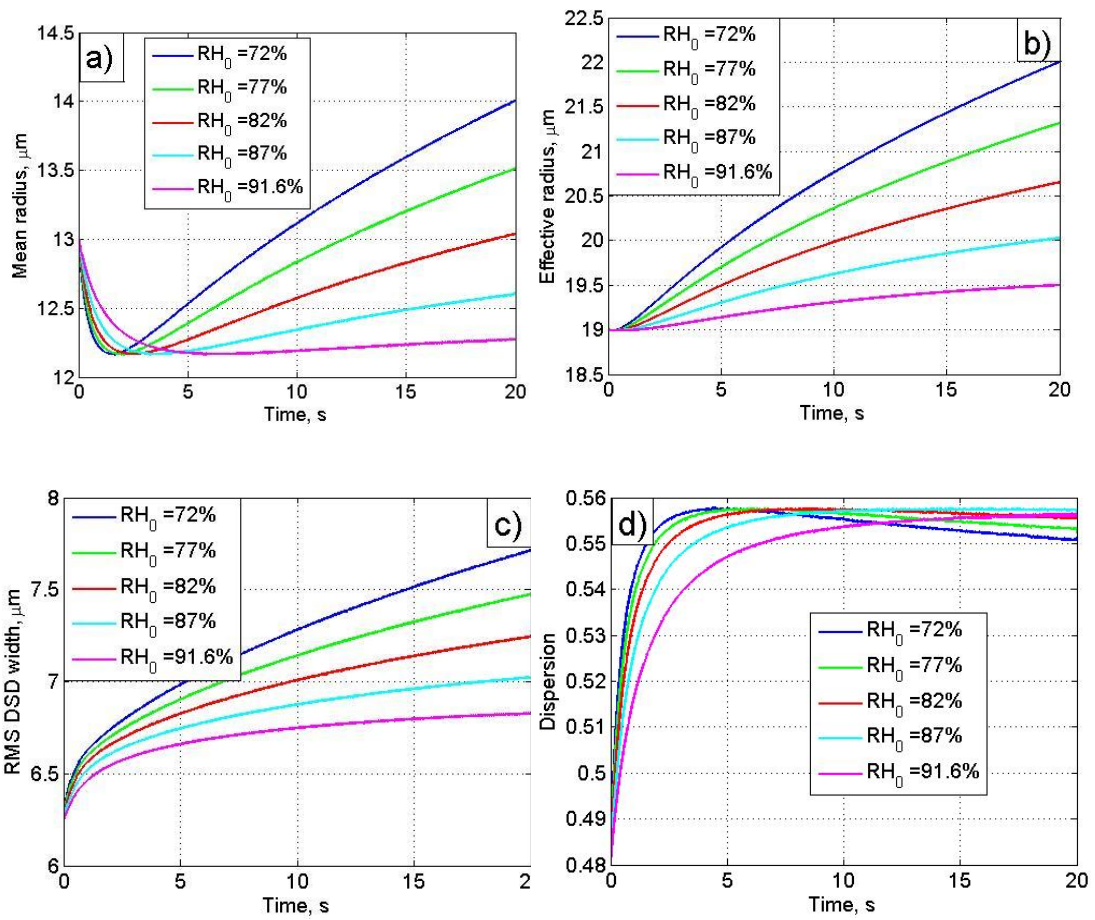 a)
RH0 =72%
RH0 =77%
RH0 =82%
RH0 =87%
RH0 =91.6%
14.5
14
13.5
13
12.5
12
0 5 10 15 20
Mean radius, μm
Time, s
b)
RH0 =72%
RH0 =77%
RH0 =82%
RH0 =87%
RH0 =91.6%
22.5
22
21.5
21
20.5
20
19.5
19
18.5
0 5 10 15 20
Effective radius, μm
Time, s
c)
RH0 =72%
RH0 =77%
RH0 =82%
RH0 =87%
RH0 =91.6%
8
7.5
7
6.5
6
0 5 10 15 2
RMS DSD width, μm
Time, s
d)
RH0 =72%
RH0 =77%
RH0 =82%
RH0 =87%
RH0 =91.6%
0.56
0.55
0.54
0.53
0.52
0.51
0.5
0.49
0.48
0 5 10 15 20
Dispersion
Time, s